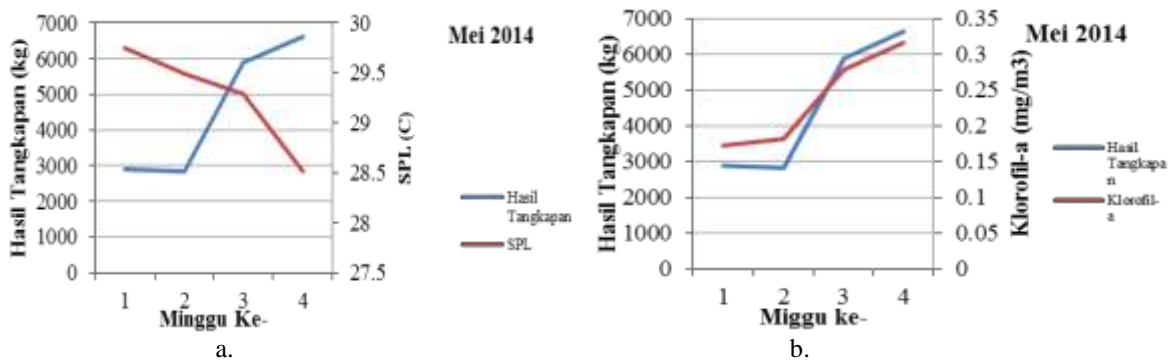 Mei 2014
Hasil Tangkapan (kg)
7000
6000
5000
4000
3000
2000
1000
0
30
29.5
29
28.5
28
27.5
SPL (C)
1 2 3 4
Minggu Ke-
Hasil
Tangkapan
SPL
a.
Mei 2014
Hasil Tangkapan (kg)
7000
6000
5000
4000
3000
2000
1000
0
0.35
0.3
0.25
0.2
0.15
0.1
0.05
0
Klorofil-a (mg/m3)
1 2 3 4
Miggu ke-
Hasil
Tangkapa
n
Klorofil-
a
b.